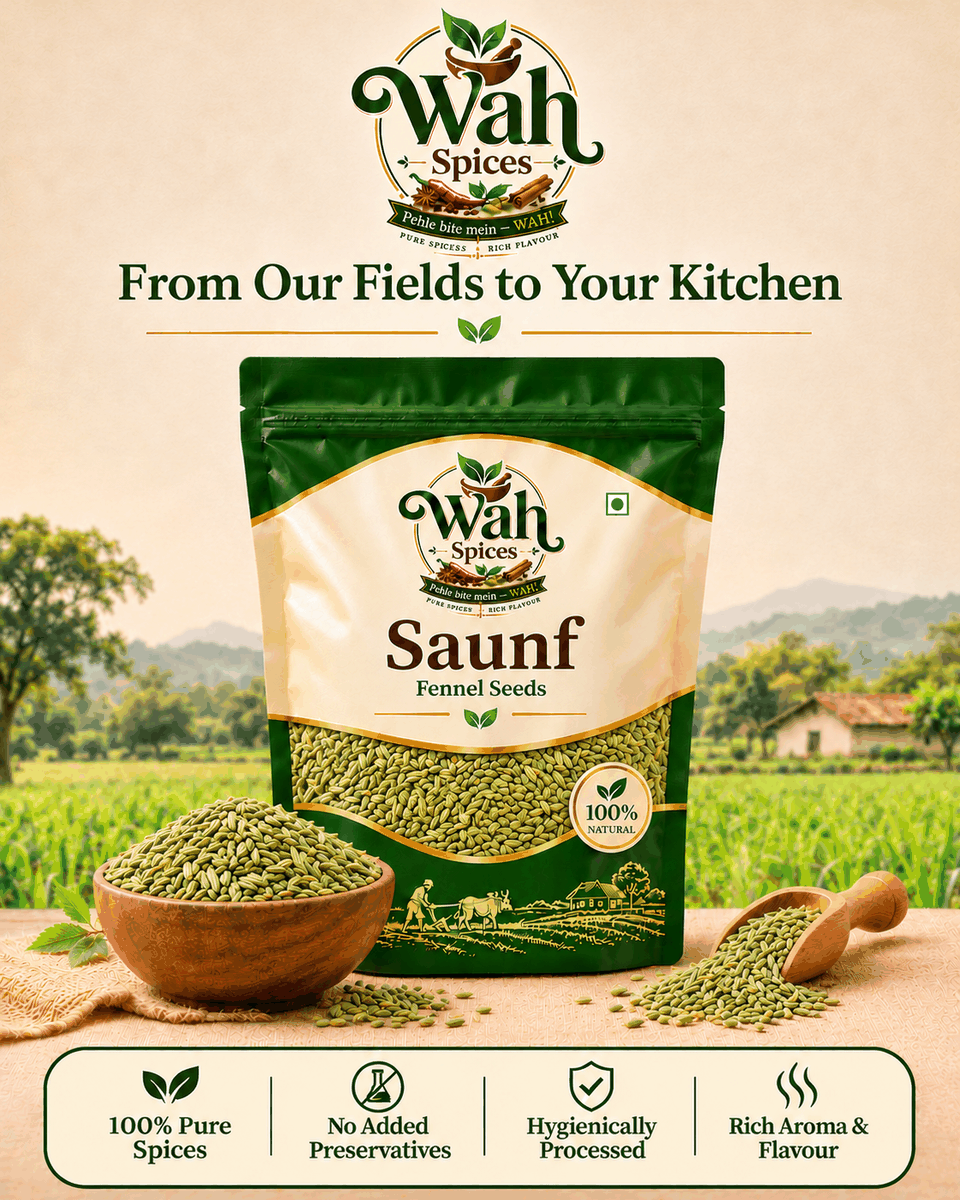 Wah
Spices
Pehle bite mein – WAH!
PURE SPICESS RICH FLAVOUR
From Our Fields to Your Kitchen
Wah
Spices
Pehle bite mein – WAH!
PURE SPICES RICH FLAVOUR
Saunf
Fennel Seeds
100%
NATURAL
100% Pure
Spices
No Added
Preservatives
Hygienically
Processed
Rich Aroma &
Flavour